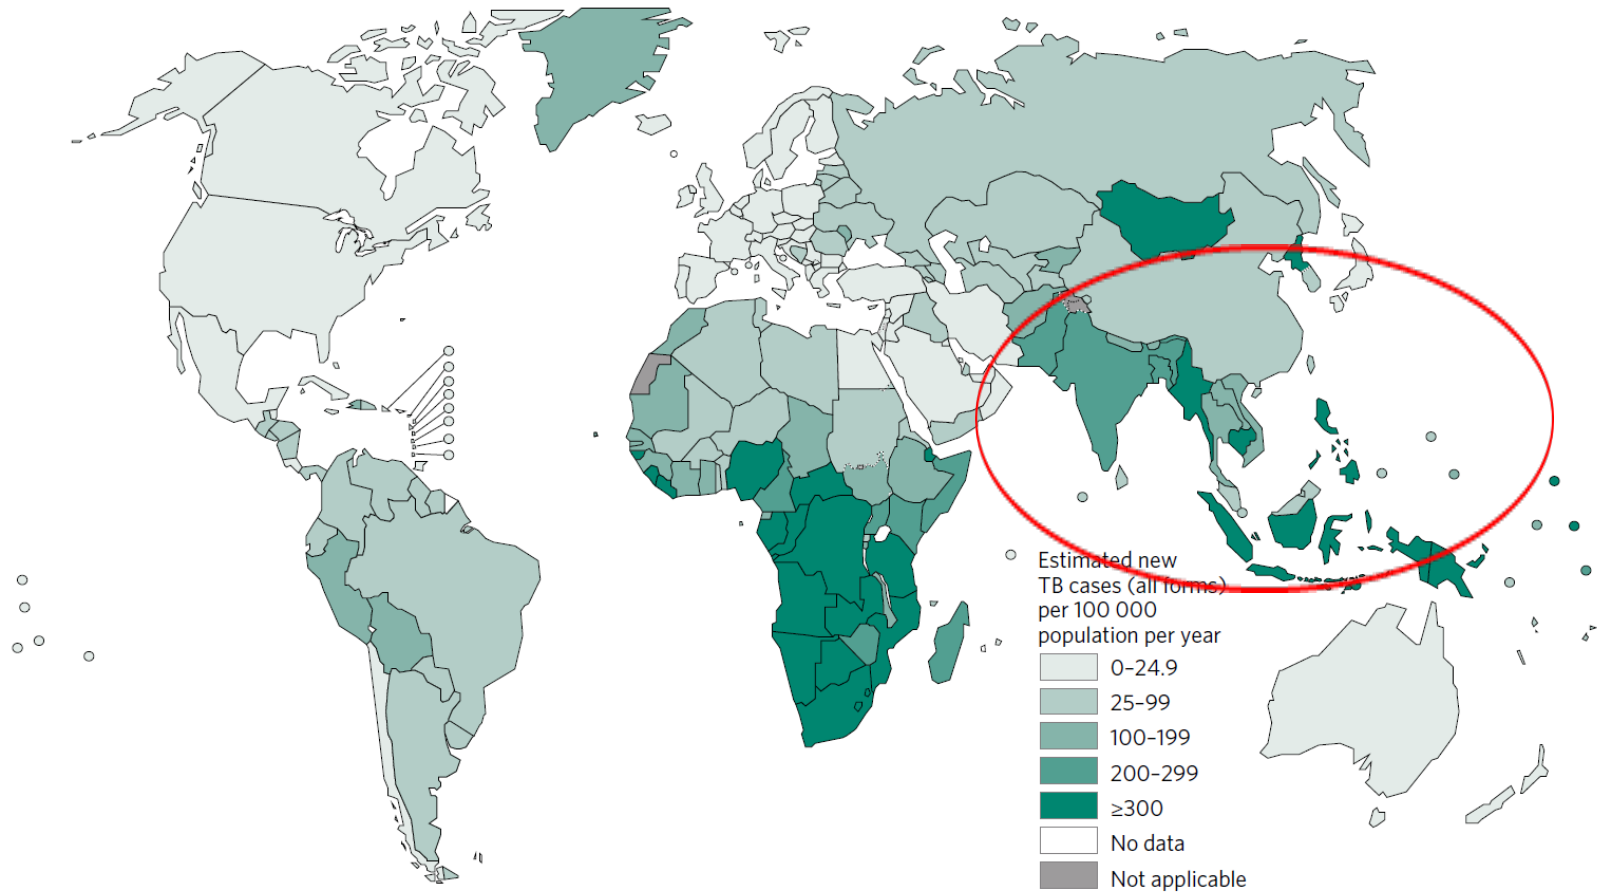 Estimated new
TB cases (all forms)
per 100 000
population per year
0–24.9
25–99
100–199
200–299
≥300
No data
Not applicable